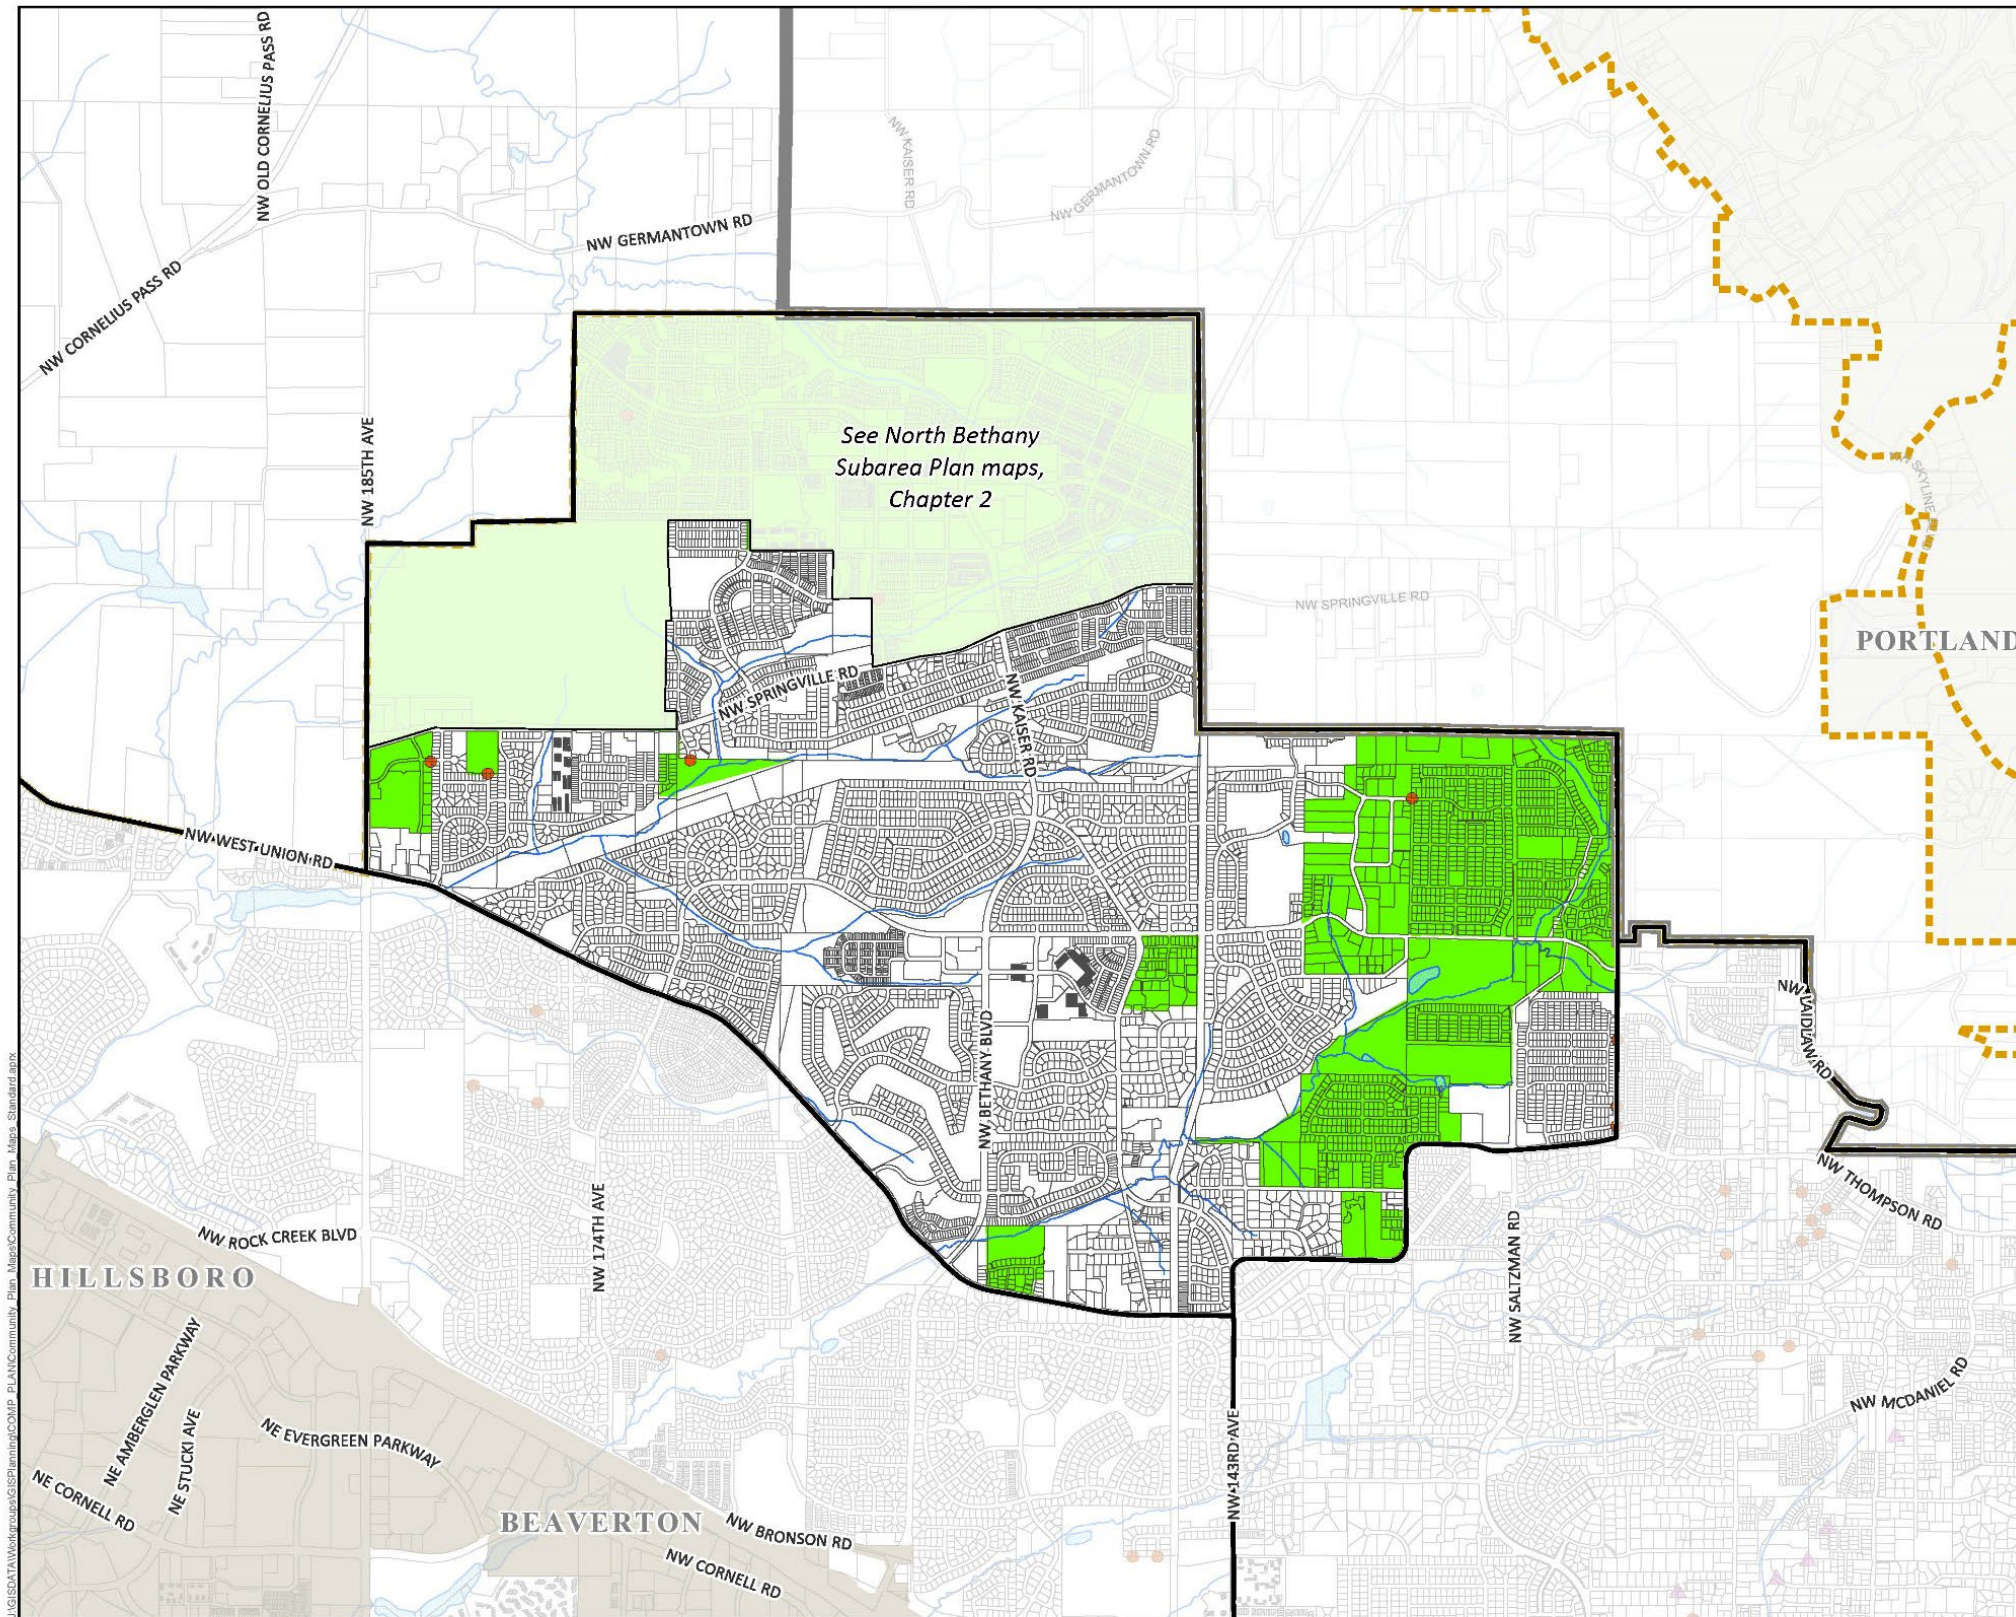 NW OLD CORNELIUS PASS RD
NW KAISER RD
NW GERMANTOWN RD
NW GERMANTOWN RD
NW CORNELIUS PASS RD
See North Bethany
Subarea Plan maps,
Chapter 2
NW 185TH AVE
NW SPRINGVILLE RD
PORTLAND
NW SPRINGVILLE RD
NW KAISER RD
NW WEST UNION RD
NW LAIDLAW RD
NW BETHANY BLVD
NW THOMPSON RD
NW ROCK CREEK BLVD
NW 174TH AVE
NW SALTZMAN RD
HILLSBORO
NE AMBERGLEN PARKWAY
NE STUCKI AVE
NE EVERGREEN PARKWAY
NW MCDANIEL RD
NW 143RD AVE
NE CORNELL RD
BEAVERTON
NW BRONSON RD
NW CORNELL RD